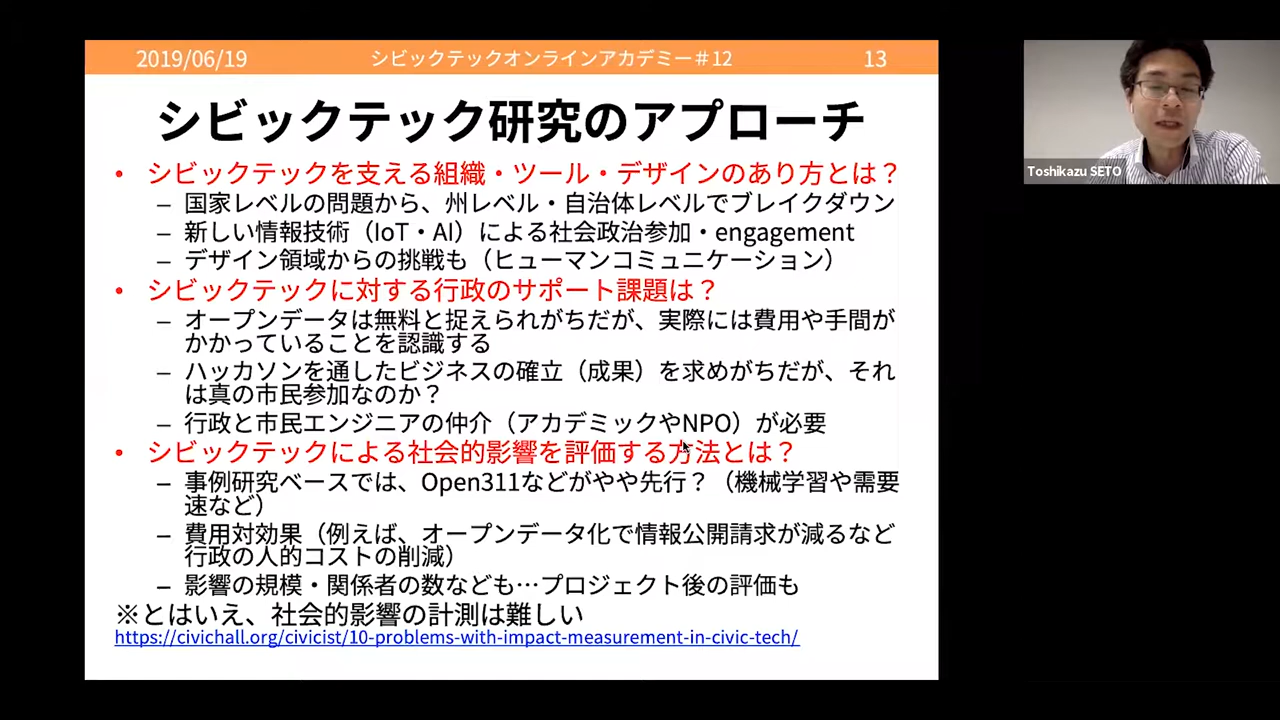 2019/06/19 シビックテックオンラインアカデミー＃12 13
シビックテック研究のアプローチ
• シビックテックを支える組織・ツール・デザインのあり方とは？
– 国家レベルの問題から、州レベル・自治体レベルでブレイクダウン
– 新しい情報技術（IoT・AI）による社会政治参加・engagement
– デザイン領域からの挑戦も（ヒューマンコミュニケーション）
• シビックテックに対する行政のサポート課題は？
– オープンデータは無料と捉えられがちだが、実際には費用や手間が
かかっていることを認識する
– ハッカソンを通したビジネスの確立（成果）を求めがちだが、それ
は真の市民参加なのか？
– 行政と市民エンジニアの仲介（アカデミックやNPO）が必要
• シビックテックによる社会的影響を評価する方法とは？
– 事例研究ベースでは、Open311などがやや先行？（機械学習や需要
速など）
– 費用対効果（例えば、オープンデータ化で情報公開請求が減るなど
行政の人的コストの削減）
– 影響の規模・関係者の数なども…プロジェクト後の評価も
※とはいえ、社会的影響の計測は難しい
https://civichall.org/civicist/10-problems-with-impact-measurement-in-civic-tech/
Toshikazu SETO